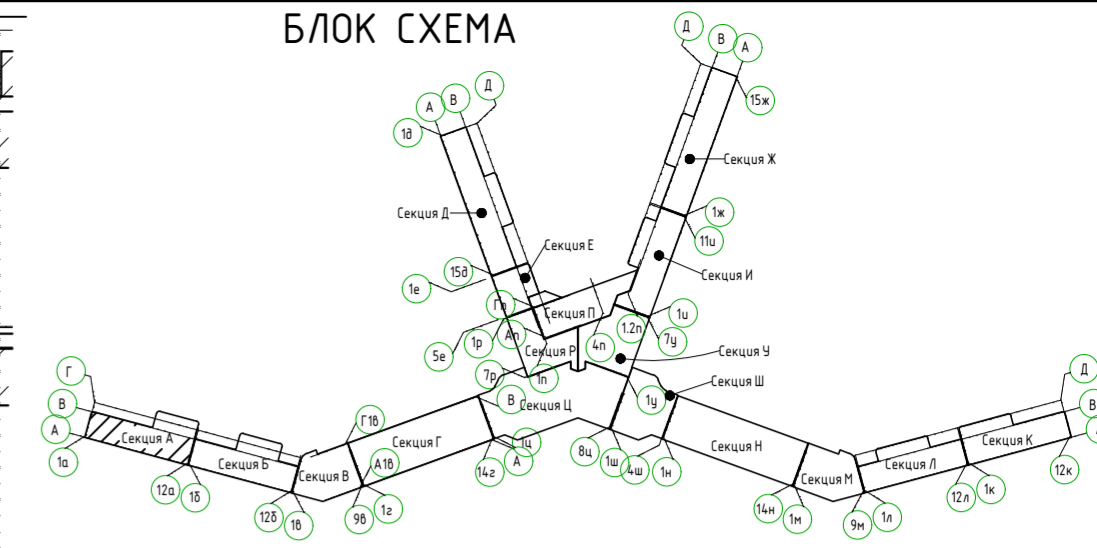 БЛОК СХЕМА
Д
В
А
15ж
Секция Ж
1ж
11и
Секция И
1и
7у
1.2п
Д
В
А
1д
Секция Д
Секция Е
15д
1е
Гп
Секция П
Ап
4п
1р
5е
Секция Р
1п
7р
Секция У
1у
Секция Ш
Секция Ц
В
1ц
А
14г
8ц
1ш
4ш
1н
Г
В
А
1а
Секция А
12а
1б
Секция Б
12б
1в
Секция В
Г1в
А1в
9в
1г
Секция Г
Секция Н
14н
1м
Секция М
9м
1л
Секция Л
12л
1к
Секция К
12к
Д
В